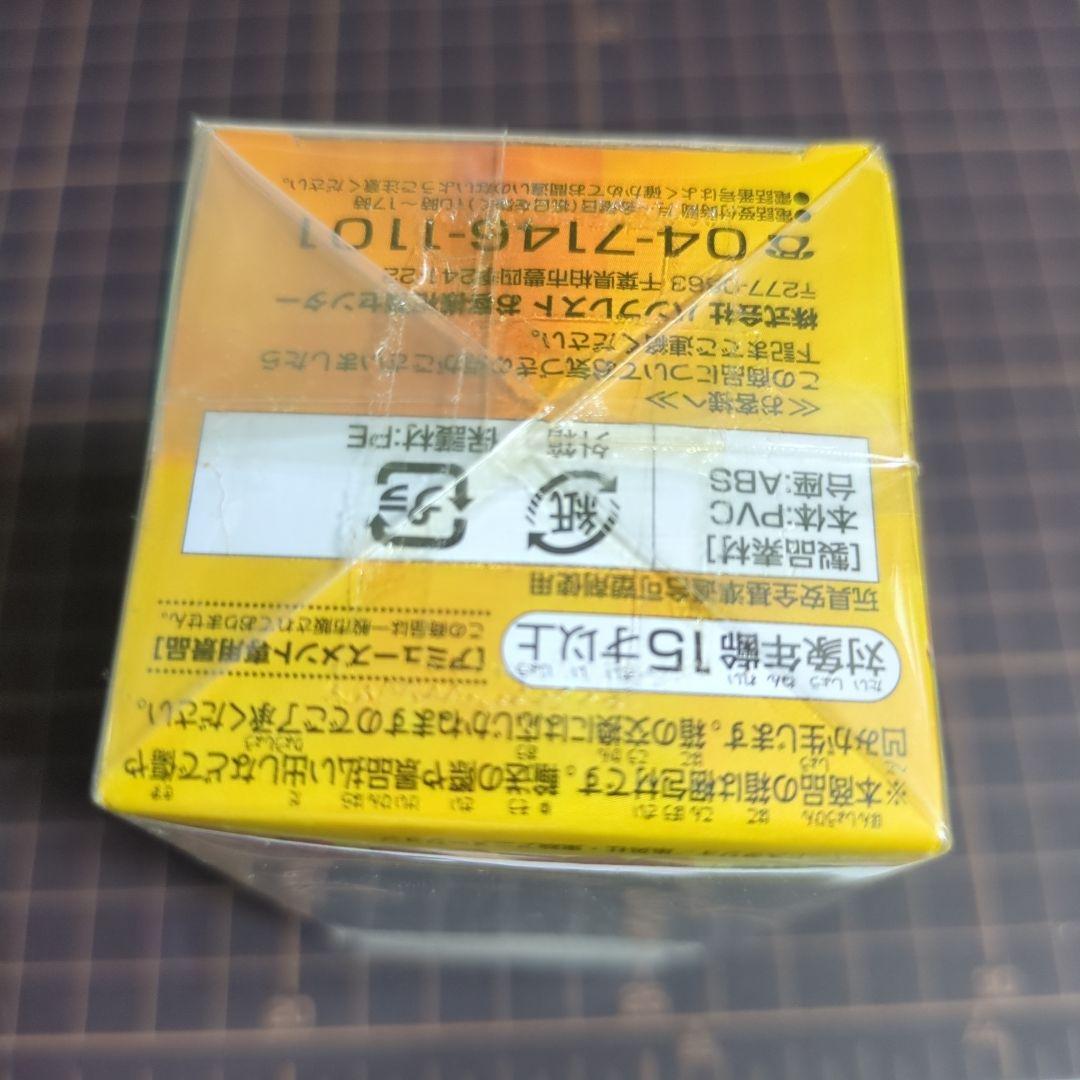 ※本商品の箱は梱包材です。輸送の際や景品払い出しなどで傷や
凹みが生じます。箱の交換には応じかねますのでご了承ください。
対象年齢15才以上
[アミューズメント専用景品]
この商品は一般市販されておりません。
玩具安全基準適合可塑剤使用
[製品素材]
本体:PVC
台座:ABS
紙
外箱
プラ
保護材:PE
≪お客様へ≫
この商品についてお気づきの点がございましたら
下記までご連絡ください。
株式会社 バンプレスト お客様相談センター
千葉県柏市豊四季241-22
☎04-7146-1101
●電話受付時間 月~金曜日(祝日を除く)10時~17時
●電話番号はよく確かめてお間違いのないようご注意ください。